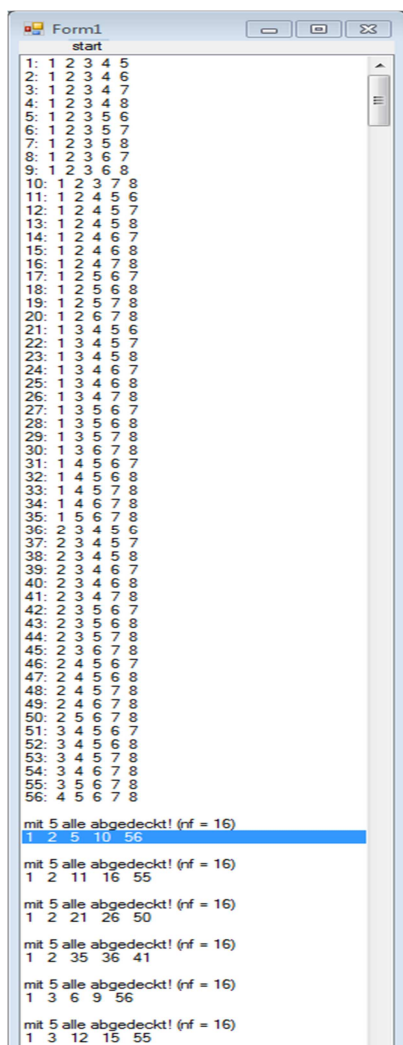 Form1
start
1: 1 2 3 4 5
2: 1 2 3 4 6
3: 1 2 3 4 7
4: 1 2 3 4 8
5: 1 2 3 5 6
6: 1 2 3 5 7
7: 1 2 3 5 8
8: 1 2 3 6 7
9: 1 2 3 6 8
10: 1 2 3 7 8
11: 1 2 4 5 6
12: 1 2 4 5 7
13: 1 2 4 5 8
14: 1 2 4 6 7
15: 1 2 4 6 8
16: 1 2 4 7 8
17: 1 2 5 6 7
18: 1 2 5 6 8
19: 1 2 5 7 8
20: 1 2 6 7 8
21: 1 3 4 5 6
22: 1 3 4 5 7
23: 1 3 4 5 8
24: 1 3 4 6 7
25: 1 3 4 6 8
26: 1 3 4 7 8
27: 1 3 5 6 7
28: 1 3 5 6 8
29: 1 3 5 7 8
30: 1 3 6 7 8
31: 1 4 5 6 7
32: 1 4 5 6 8
33: 1 4 5 7 8
34: 1 4 6 7 8
35: 1 5 6 7 8
36: 2 3 4 5 6
37: 2 3 4 5 7
38: 2 3 4 5 8
39: 2 3 4 6 7
40: 2 3 4 6 8
41: 2 3 4 7 8
42: 2 3 5 6 7
43: 2 3 5 6 8
44: 2 3 5 7 8
45: 2 3 6 7 8
46: 2 4 5 6 7
47: 2 4 5 6 8
48: 2 4 5 7 8
49: 2 4 6 7 8
50: 2 5 6 7 8
51: 3 4 5 6 7
52: 3 4 5 6 8
53: 3 4 5 7 8
54: 3 4 6 7 8
55: 3 5 6 7 8
56: 4 5 6 7 8
mit 5 alle abgedeckt! (nf = 16)
1 2 5 10 56
mit 5 alle abgedeckt! (nf = 16)
1 2 11 16 55
mit 5 alle abgedeckt! (nf = 16)
1 2 21 26 50
mit 5 alle abgedeckt! (nf = 16)
1 2 35 36 41
mit 5 alle abgedeckt! (nf = 16)
1 3 6 9 56
mit 5 alle abgedeckt! (nf = 16)
1 3 12 15 55